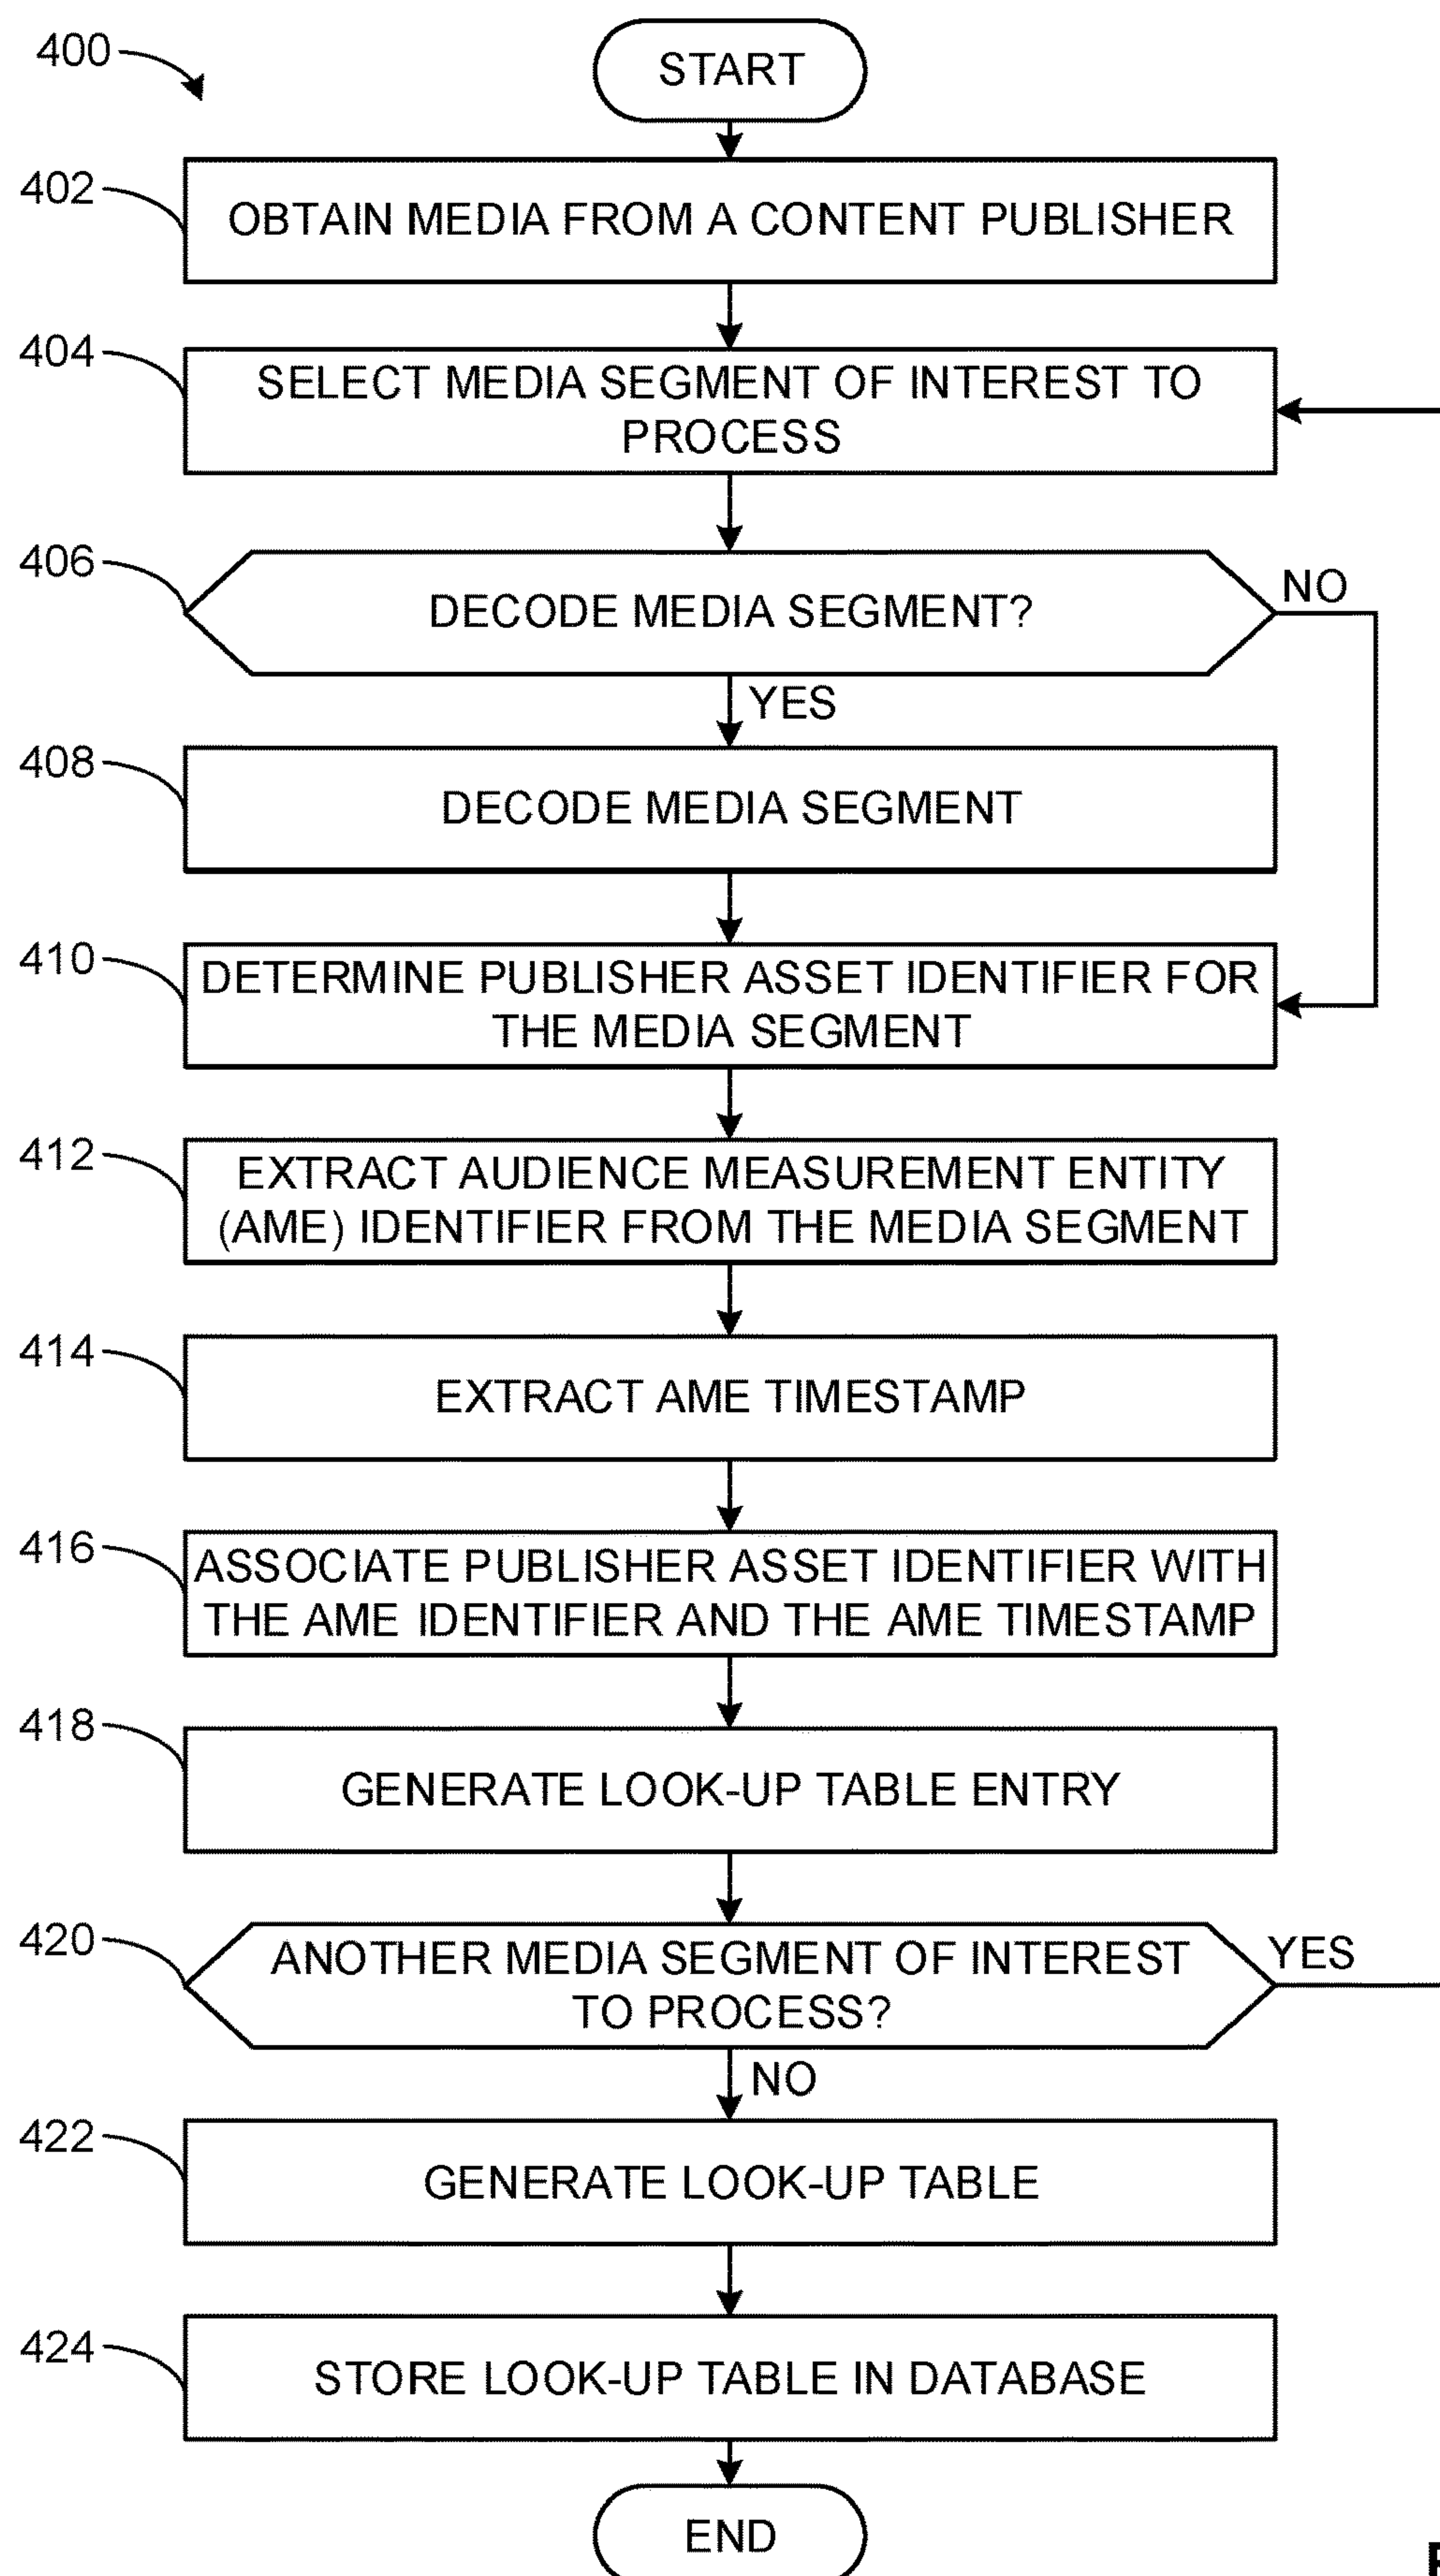 400
START
402
OBTAIN MEDIA FROM A CONTENT PUBLISHER
404
SELECT MEDIA SEGMENT OF INTEREST TO
PROCESS
406
DECODE MEDIA SEGMENT?
NO
YES
408
DECODE MEDIA SEGMENT
410
DETERMINE PUBLISHER ASSET IDENTIFIER FOR
THE MEDIA SEGMENT
412
EXTRACT AUDIENCE MEASUREMENT ENTITY
(AME) IDENTIFIER FROM THE MEDIA SEGMENT
414
EXTRACT AME TIMESTAMP
416
ASSOCIATE PUBLISHER ASSET IDENTIFIER WITH
THE AME IDENTIFIER AND THE AME TIMESTAMP
418
GENERATE LOOK-UP TABLE ENTRY
420
ANOTHER MEDIA SEGMENT OF INTEREST
TO PROCESS?
YES
NO
422
GENERATE LOOK-UP TABLE
424
STORE LOOK-UP TABLE IN DATABASE
END